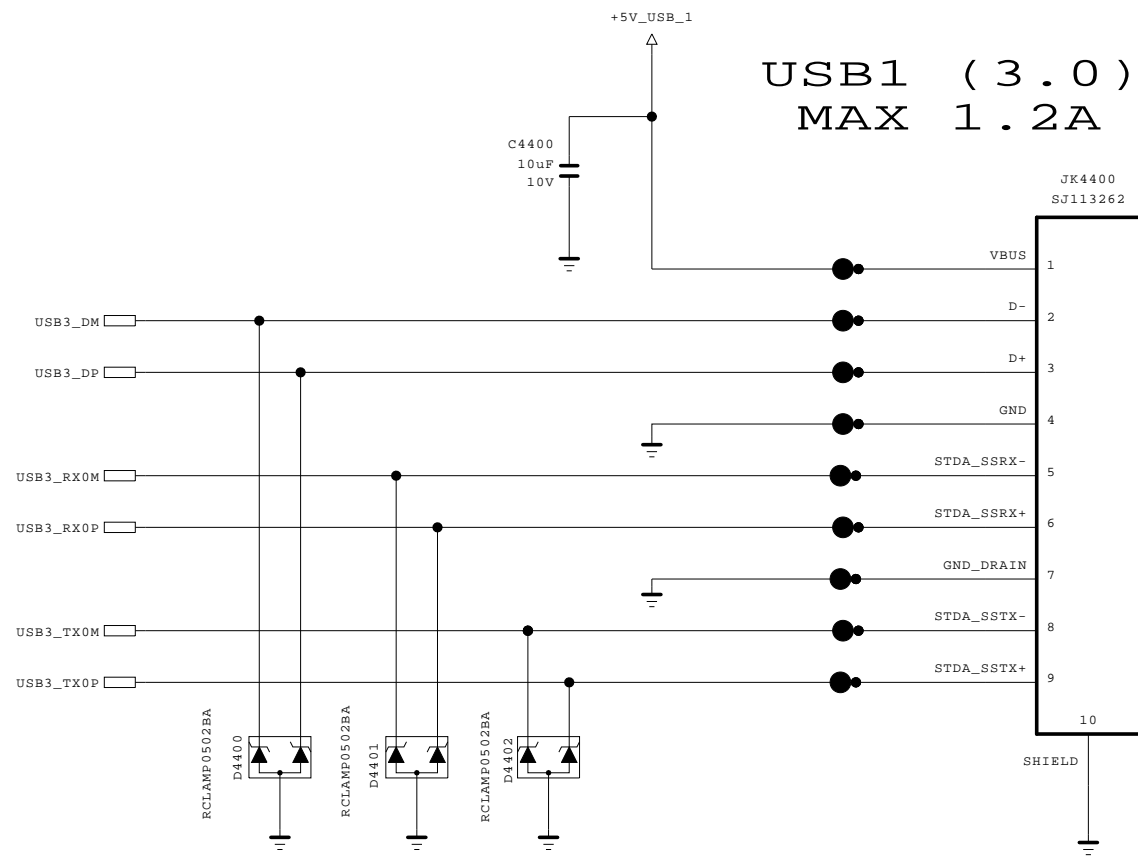 +5V_USB_1
USB1 (3.0)
MAX 1.2A
C4400
10uF
10V
JK4400
SJ113262
VBUS
1
USB3_DM
D-
2
USB3_DP
D+
3
GND
4
USB3_RX0M
STDA_SSRX-
5
USB3_RX0P
STDA_SSRX+
6
GND_DRAIN
7
USB3_TX0M
STDA_SSTX-
8
USB3_TX0P
STDA_SSTX+
9
10
SHIELD
RCLAMP0502BA
D4400
RCLAMP0502BA
D4401
RCLAMP0502BA
D4402